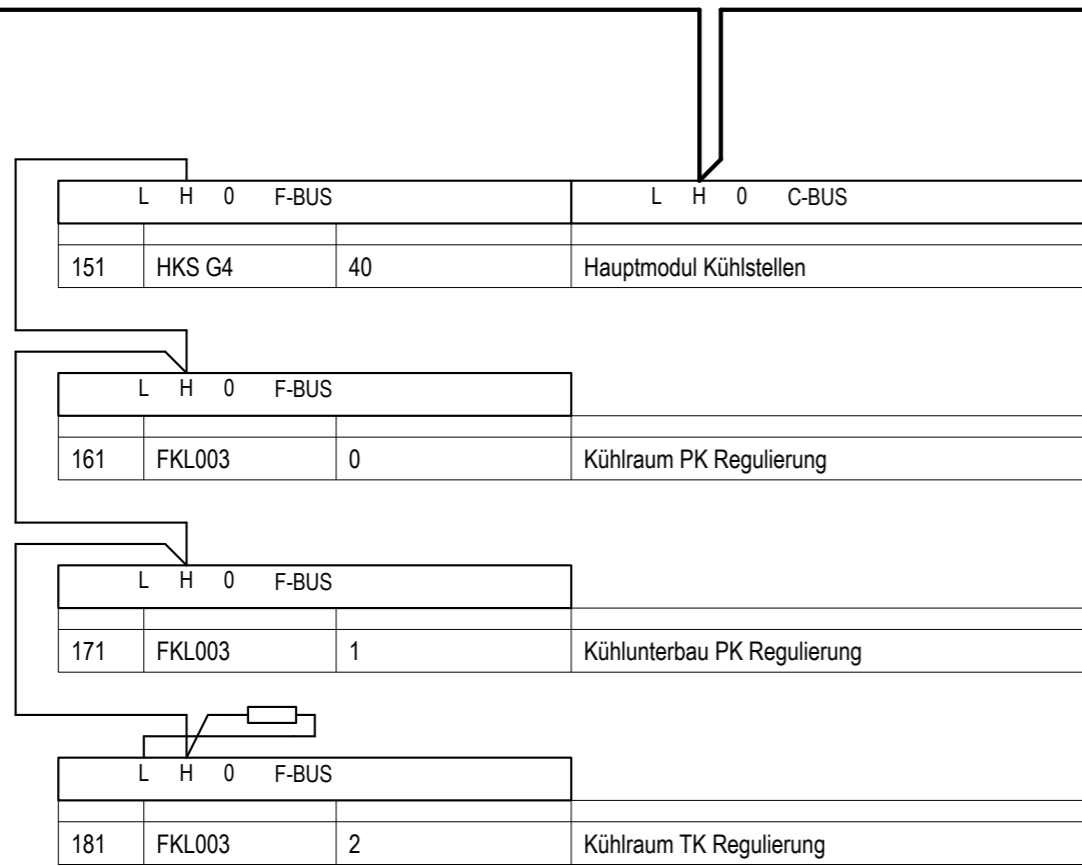 L H 0 F-BUS L H 0 C-BUS
151 HKS G4 40 Hauptmodul Kühlstellen
L H 0 F-BUS
161 FKL003 0 Kühlraum PK Regulierung
L H 0 F-BUS
171 FKL003 1 Kühlunterbau PK Regulierung
L H 0 F-BUS
181 FKL003 2 Kühlraum TK Regulierung